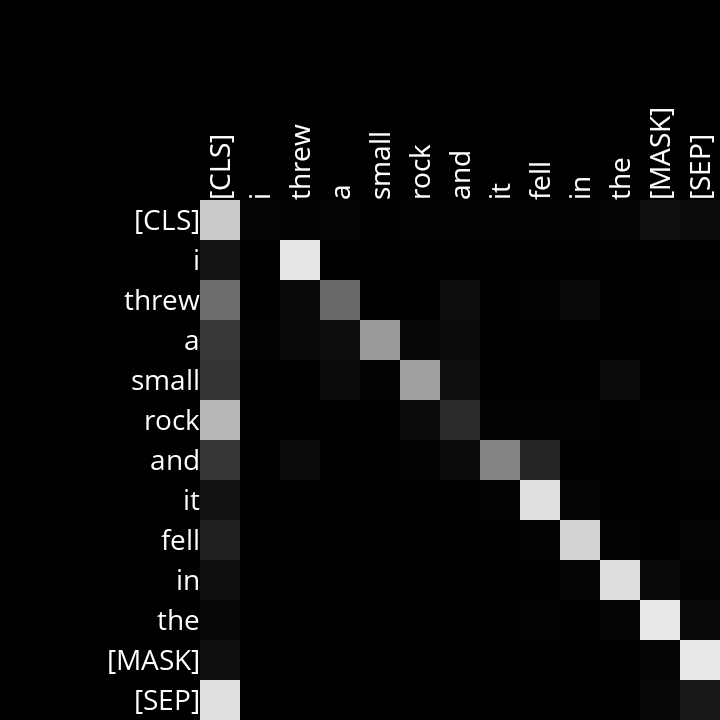 [CLS] i threw a small rock and it fell in the [MASK] [SEP]
[CLS]
i
threw
a
small
rock
and
it
fell
in
the
[MASK]
[SEP]